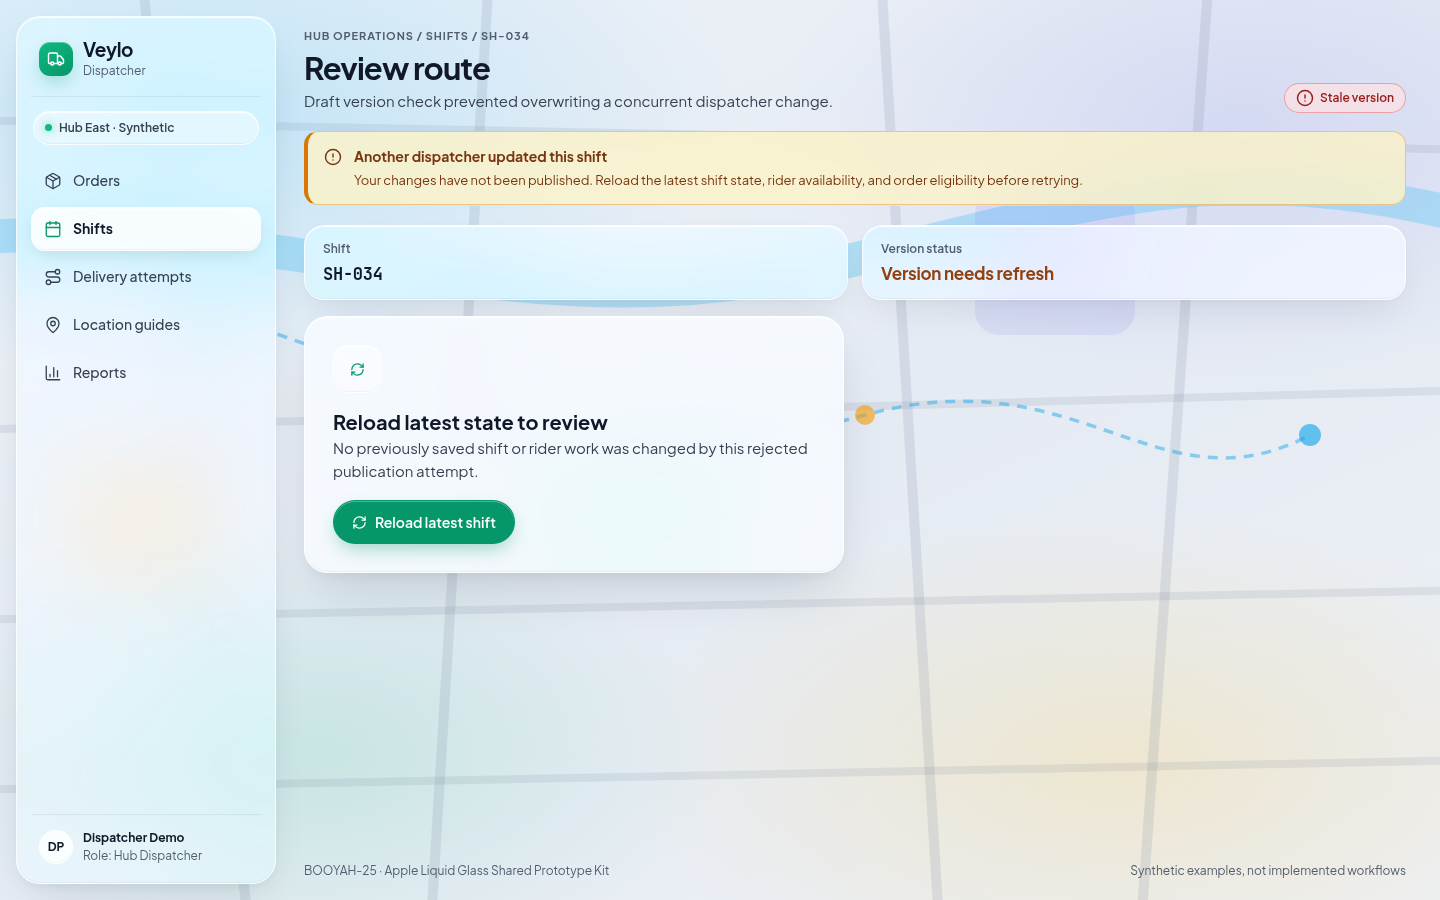 Veylo
Dispatcher
Hub East · Synthetic
Orders
Shifts
Delivery attempts
Location guides
Reports
DP
Dispatcher Demo
Role: Hub Dispatcher
HUB OPERATIONS / SHIFTS / SH-034
Review route
Draft version check prevented overwriting a concurrent dispatcher change.
Stale version
Another dispatcher updated this shift
Your changes have not been published. Reload the latest shift state, rider availability, and order eligibility before retrying.
Shift
SH-034
Version status
Version needs refresh
Reload latest state to review
No previously saved shift or rider work was changed by this rejected
publication attempt.
Reload latest shift
BOOYAH-25 · Apple Liquid Glass Shared Prototype Kit
Synthetic examples, not implemented workflows